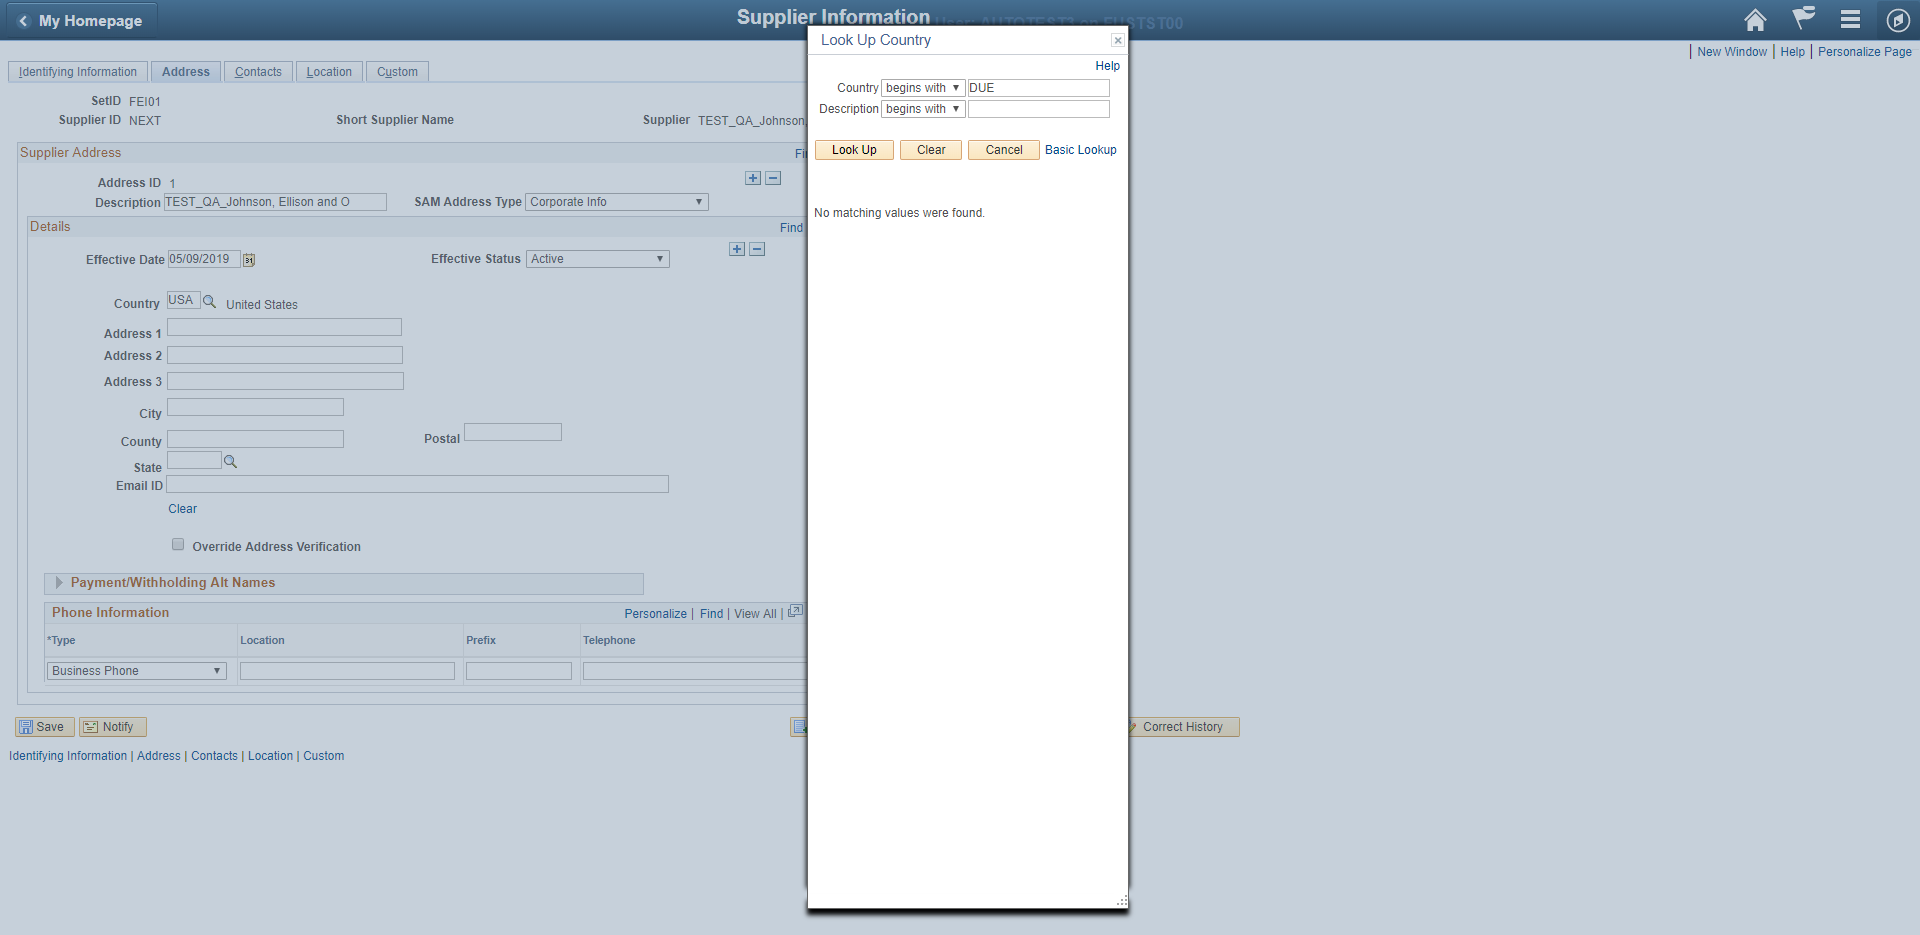 My Homepage
Supplier Information
User: AUTOTEST3 on FUSTST00
New Window | Help | Personalize Page
Identifying Information Address Contacts Location Custom
SetID FEI01
Supplier ID NEXT Short Supplier Name Supplier TEST_QA_Johnson,
Supplier Address
Address ID 1
Description TEST_QA_Johnson, Ellison and O SAM Address Type Corporate Info
Details Find
Effective Date 05/09/2019 31 Effective Status Active
Country USA United States
Address 1
Address 2
Address 3
City
County Postal
State
Email ID
Clear
Override Address Verification
Payment/Withholding Alt Names
Phone Information Personalize | Find | View All |
*Type Location Prefix Telephone
Business Phone
Save Notify Correct History
Identifying Information | Address | Contacts | Location | Custom
Look Up Country
Help
Country begins with DUE
Description begins with
Look Up Clear Cancel Basic Lookup
No matching values were found.